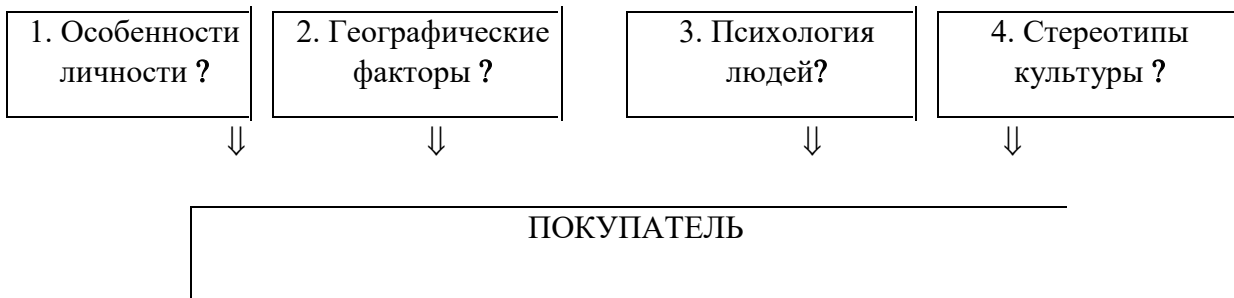 1. Особенности
личности ?
2. Географические
факторы ?
3. Психология
людей?
4. Стереотипы
культуры ?
⇓ ⇓ ⇓ ⇓
ПОКУПАТЕЛЬ